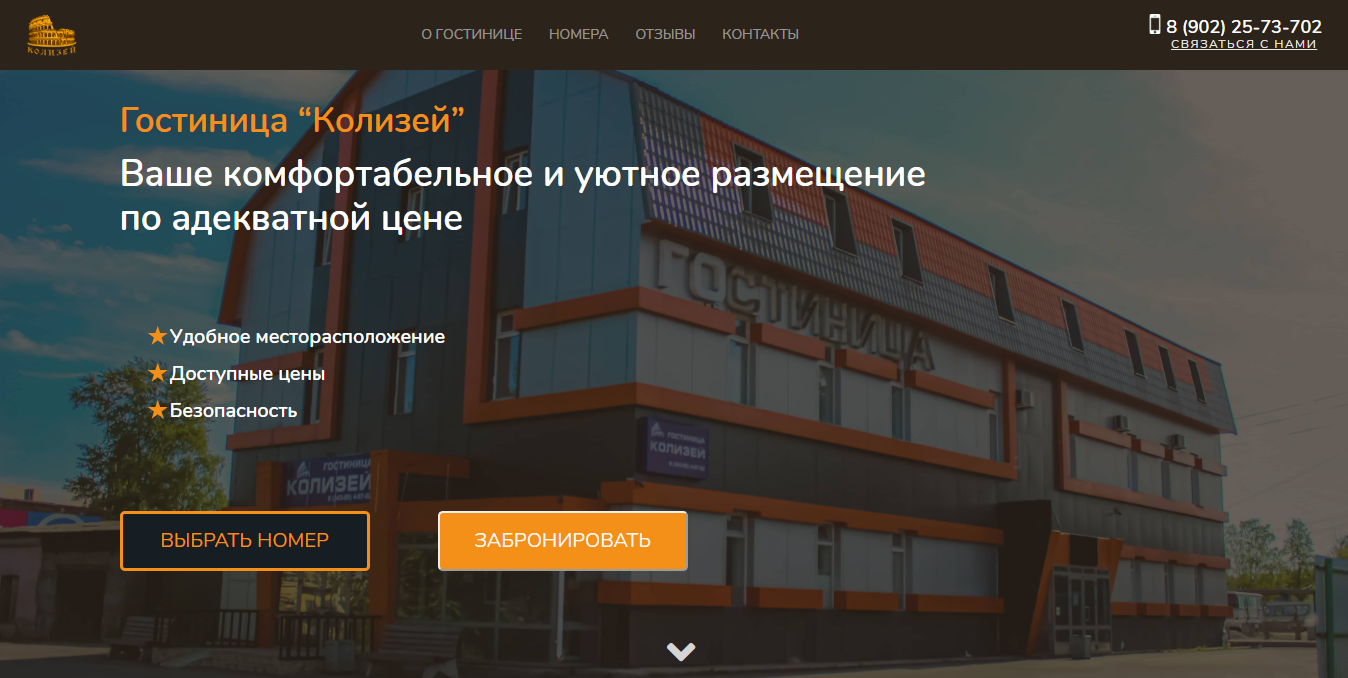 КОЛИЗЕЙ
О ГОСТИНИЦЕ
НОМЕРА
ОТЗЫВЫ
КОНТАКТЫ
8 (902) 25-73-702
СВЯЗАТЬСЯ С НАМИ
Гостиница “Колизей”
Ваше комфортабельное и уютное размещение
по адекватной цене
ГОСТИНИЦА
★Удобное месторасположение
★Доступные цены
★Безопасность
ГОСТИНИЦА
КОЛИЗЕЙ
ГОСТИНИЦА
КОЛИЗЕЙ
ВЫБРАТЬ НОМЕР
ЗАБРОНИРОВАТЬ